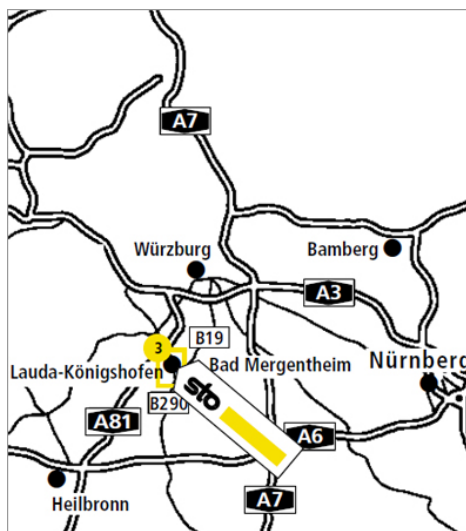 A7
Würzburg
Bamberg
A3
3
B19
Lauda-Königshofen
Bad Mergentheim
Nürnberg
B290
sto
A81
A6
A7
Heilbronn